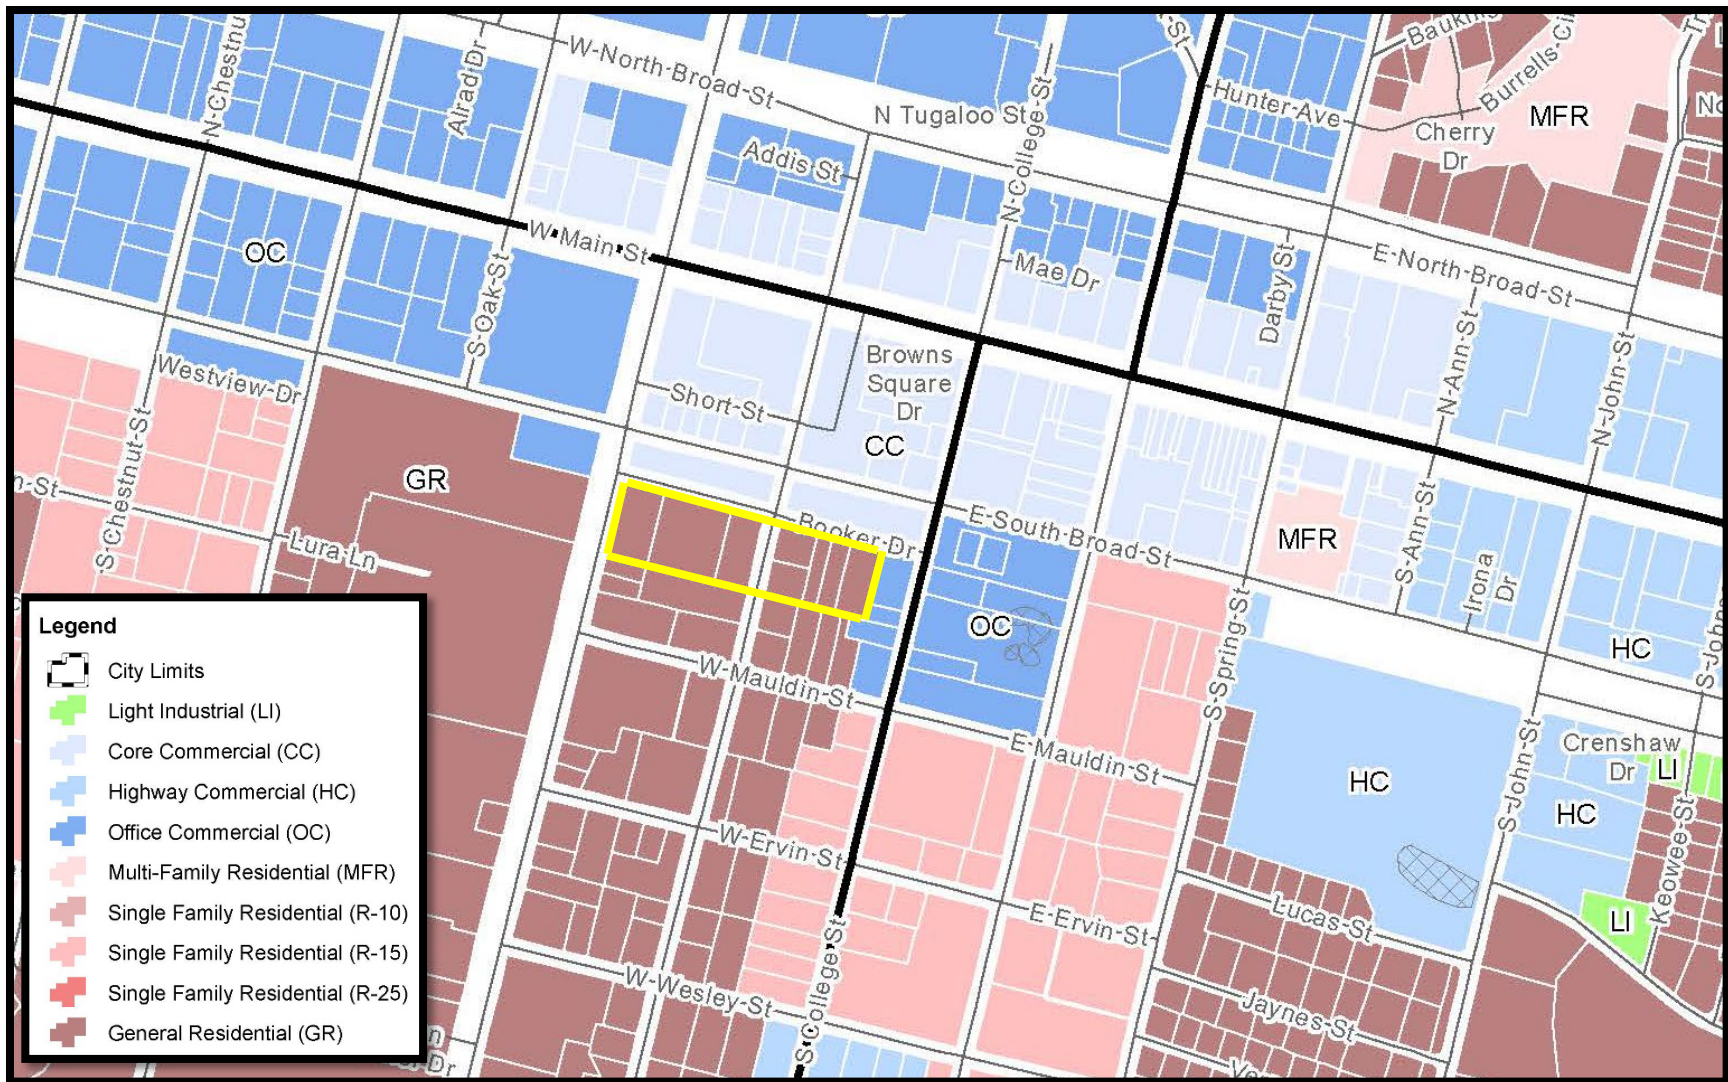 W-North-Broad-St
N Tugaloo St
N-College-St
Hunter-Ave
Burrells-Ci
MFR
Cherry
Dr
Alrad Dr
N-Chestnu
Addis St
OC
W-Main-St
Mae Dr
Darby St
E-North-Broad-St
S-Oak-St
N-Ann-St
N-John-St
Browns
Square
Dr
Short-St
CC
Westview-Dr
S-Chestnut-St
GR
n-St
Lura-Ln
Booker-Dr
E-South-Broad-St
MFR
S-Ann-St
Irona
Dr
HC
OC
S-Spring-St
W-Mauldin-St
E-Mauldin-St
S-John-St
HC
Crenshaw
Dr
LI
HC
W-Ervin-St
E-Ervin-St
Lucas-St
LI
Keowee-St
W-Wesley-St
S-College-St
Jaynes-St
Dr
Legend
City Limits
Light Industrial (LI)
Core Commercial (CC)
Highway Commercial (HC)
Office Commercial (OC)
Multi-Family Residential (MFR)
Single Family Residential (R-10)
Single Family Residential (R-15)
Single Family Residential (R-25)
General Residential (GR)